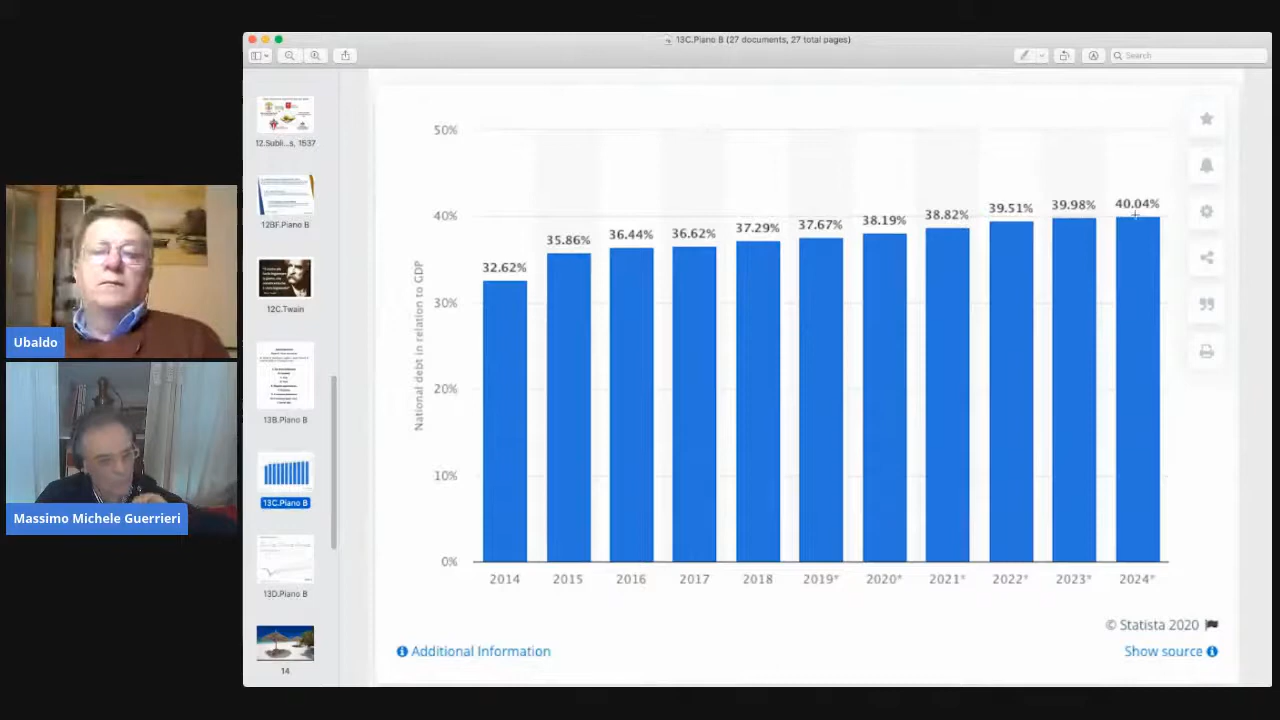 13C.Piano B (27 documents, 27 total pages)
Search
12.Subli...s, 1537
12BF.Piano B
12C.Twain
13B.Piano B
13C.Piano B
13D.Piano B
14
Ubaldo
Massimo Michele Guerrieri
National debt in relation to GDP
50%
40%
30%
20%
10%
0%
32.62%
35.86%
36.44%
36.62%
37.29%
37.67%
38.19%
38.82%
39.51%
39.98%
40.04%
2014
2015
2016
2017
2018
2019*
2020*
2021*
2022*
2023*
2024*
© Statista 2020
Additional Information
Show source